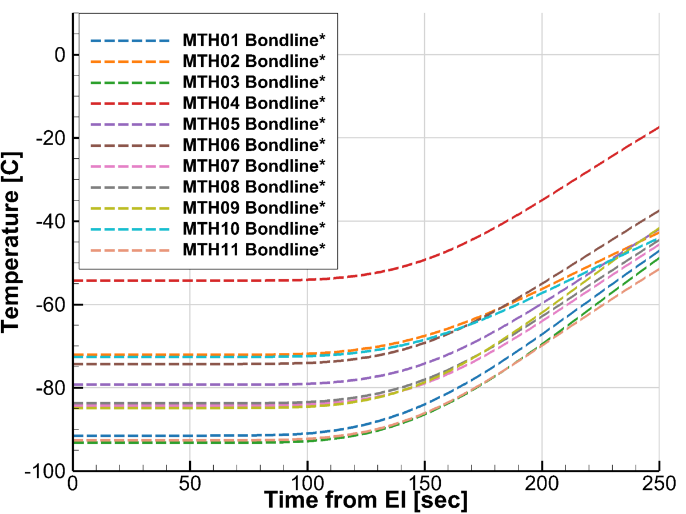 0
-20
-40
-60
-80
-100
Temperature [C]
MTH01 Bondline*
MTH02 Bondline*
MTH03 Bondline*
MTH04 Bondline*
MTH05 Bondline*
MTH06 Bondline*
MTH07 Bondline*
MTH08 Bondline*
MTH09 Bondline*
MTH10 Bondline*
MTH11 Bondline*
0 50 100 150 200 250
Time from EI [sec]